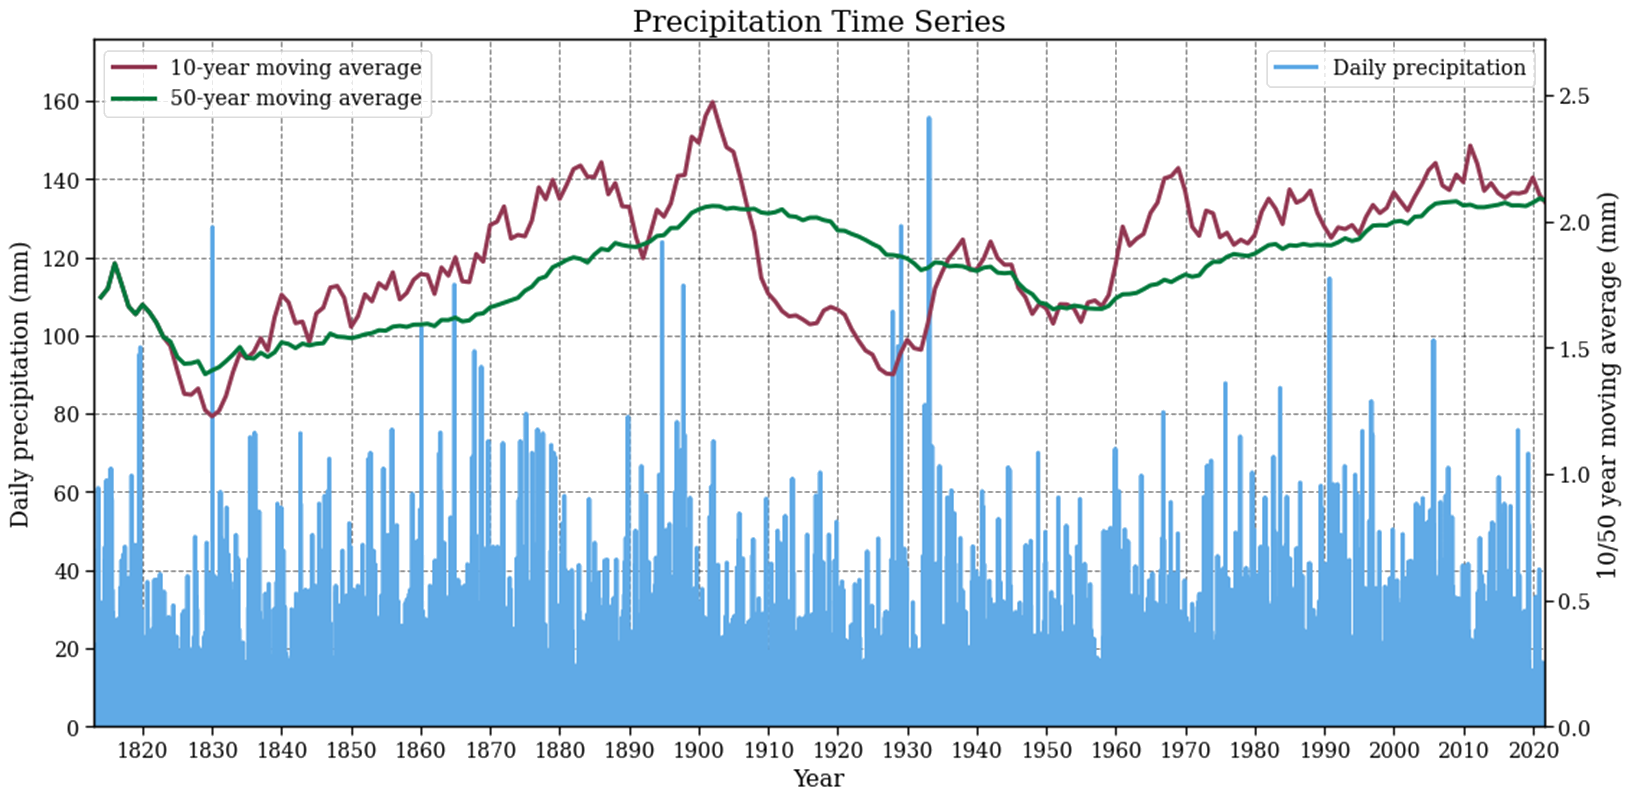 Precipitation Time Series
10-year moving average
50-year moving average
Daily precipitation
Daily precipitation (mm)
160
140
120
100
80
60
40
20
0
2.5
2.0
1.5
1.0
0.5
0.0
10/50 year moving average (mm)
1820 1830 1840 1850 1860 1870 1880 1890 1900 1910 1920 1930 1940 1950 1960 1970 1980 1990 2000 2010 2020
Year